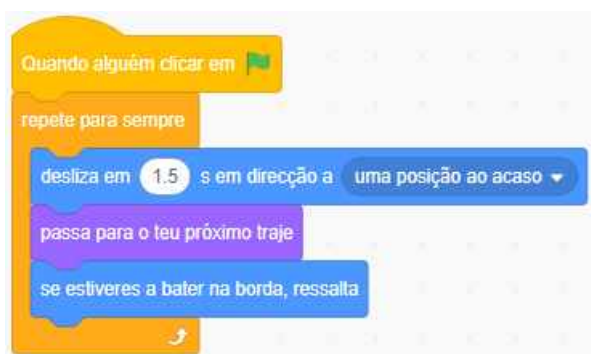 Quando alguém clicar em
repete para sempre
desliza em 1.5 s em direcção a uma posição ao acaso
passa para o teu próximo traje
se estiveres a bater na borda, ressalta